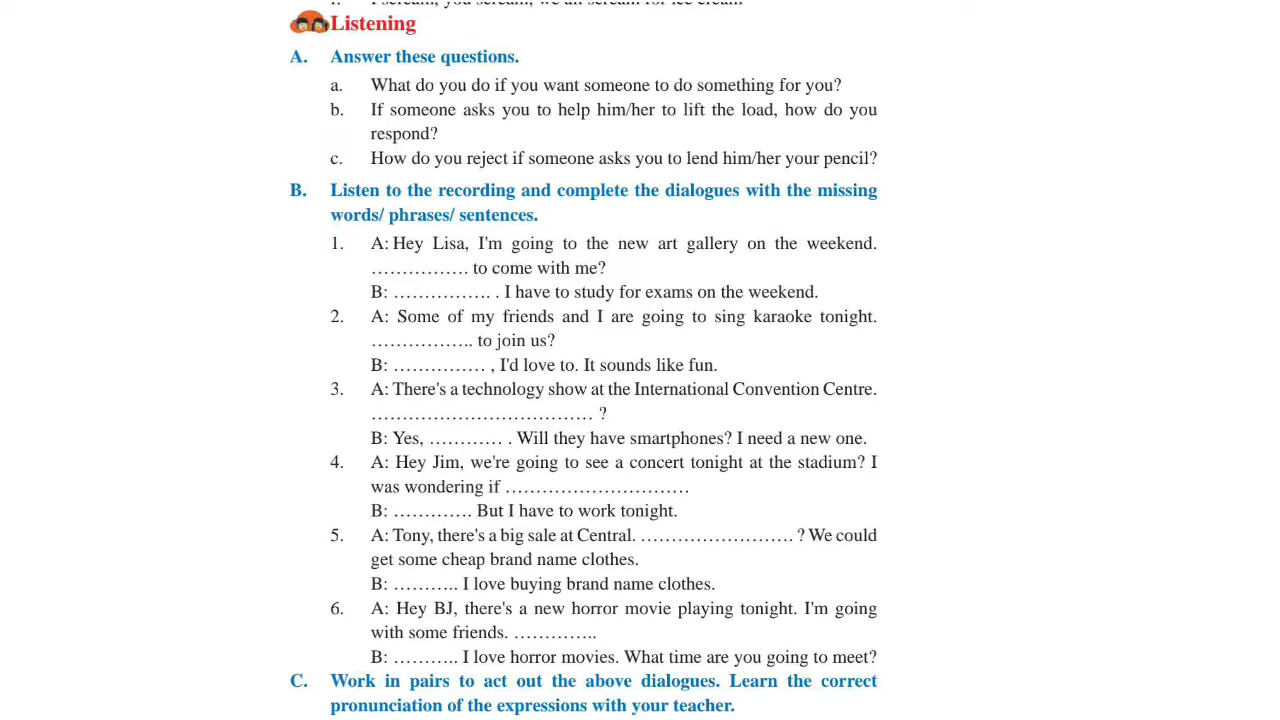 I scream, you scream, we all scream for ice cream
Listening
A. Answer these questions.
a. What do you do if you want someone to do something for you?
b. If someone asks you to help him/her to lift the load, how do you
respond?
c. How do you reject if someone asks you to lend him/her your pencil?
B. Listen to the recording and complete the dialogues with the missing
words/ phrases/ sentences.
1. A: Hey Lisa, I'm going to the new art gallery on the weekend.
……………. to come with me?
B: ……………. . I have to study for exams on the weekend.
2. A: Some of my friends and I are going to sing karaoke tonight.
…………….. to join us?
B: …………… , I'd love to. It sounds like fun.
3. A: There's a technology show at the International Convention Centre.
……………………………… ?
B: Yes, ………… . Will they have smartphones? I need a new one.
4. A: Hey Jim, we're going to see a concert tonight at the stadium? I
was wondering if …………………………
B: …………. But I have to work tonight.
5. A: Tony, there's a big sale at Central. ……………………. ? We could
get some cheap brand name clothes.
B: ……….. I love buying brand name clothes.
6. A: Hey BJ, there's a new horror movie playing tonight. I'm going
with some friends. …………..
B: ……….. I love horror movies. What time are you going to meet?
C. Work in pairs to act out the above dialogues. Learn the correct
pronunciation of the expressions with your teacher.